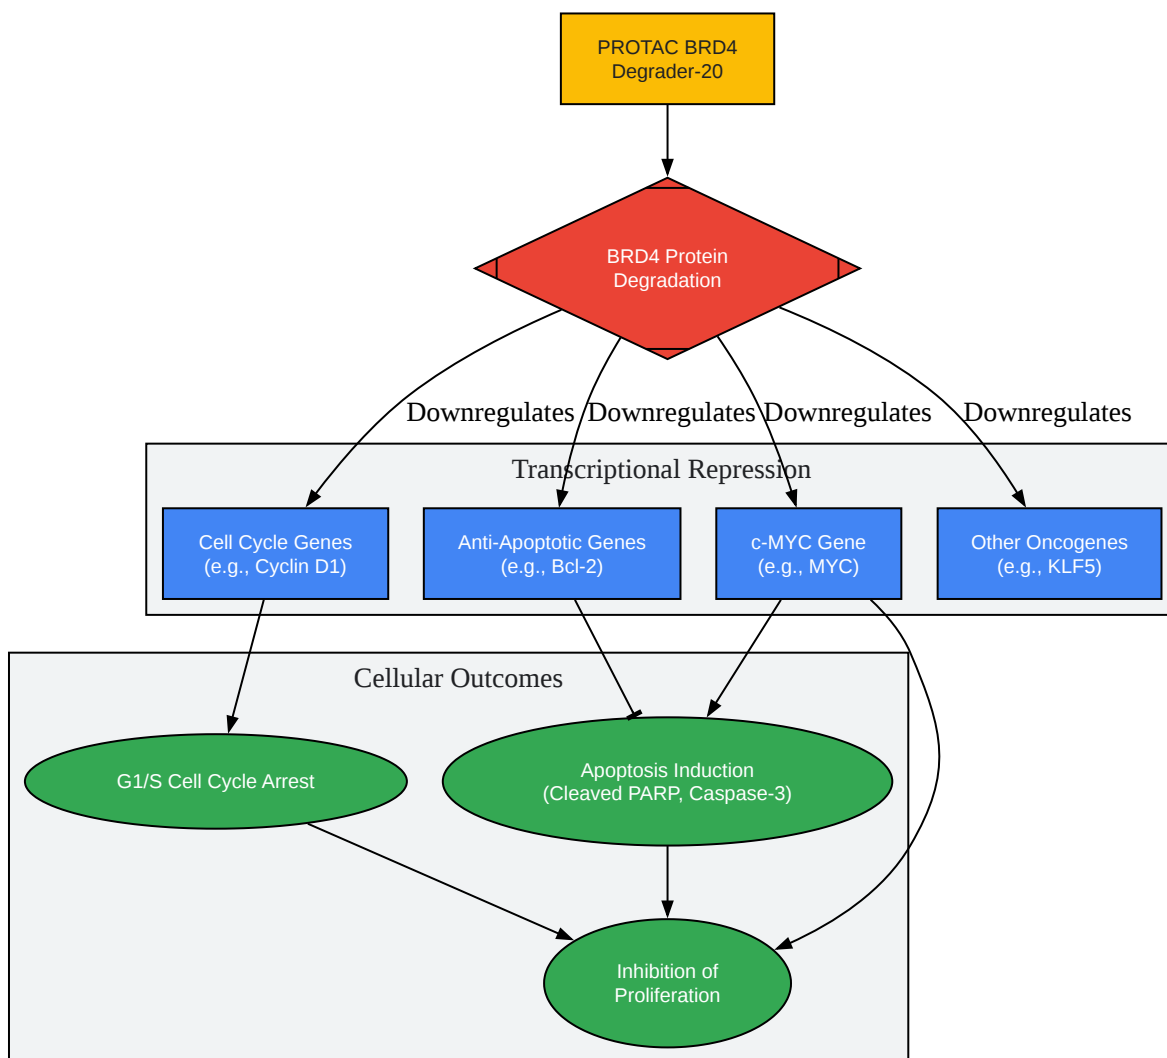 PROTAC BRD4
Degrader-20
BRD4 Protein
Degradation
Downregulates
Downregulates
Downregulates
Downregulates
Transcriptional Repression
Cell Cycle Genes
(e.g., Cyclin D1)
Anti-Apoptotic Genes
(e.g., Bcl-2)
c-MYC Gene
(e.g., MYC)
Other Oncogenes
(e.g., KLF5)
Cellular Outcomes
G1/S Cell Cycle Arrest
Apoptosis Induction
(Cleaved PARP, Caspase-3)
Inhibition of
Proliferation